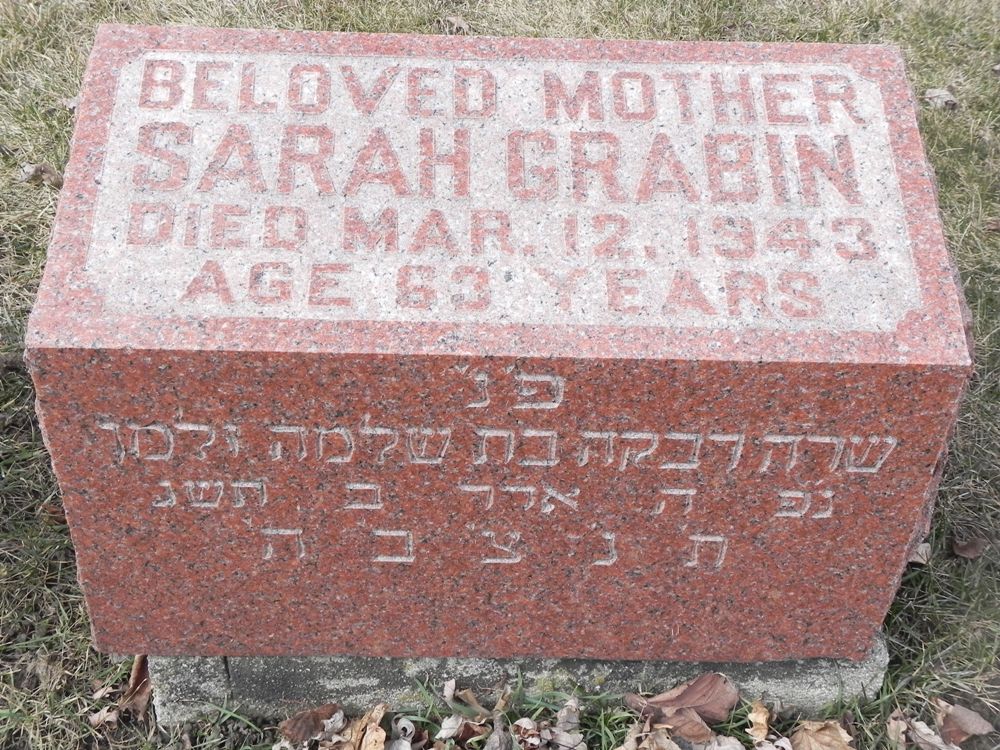 BELOVED MOTHER
SARAH GRABIN
DIED MAR. 12, 1943
AGE 63 YEARS
פ' נ'
שרה רבקה בת שלמה זלמן
נפ ה אדר ב תשג
ת' נ' צ' ב' ה'